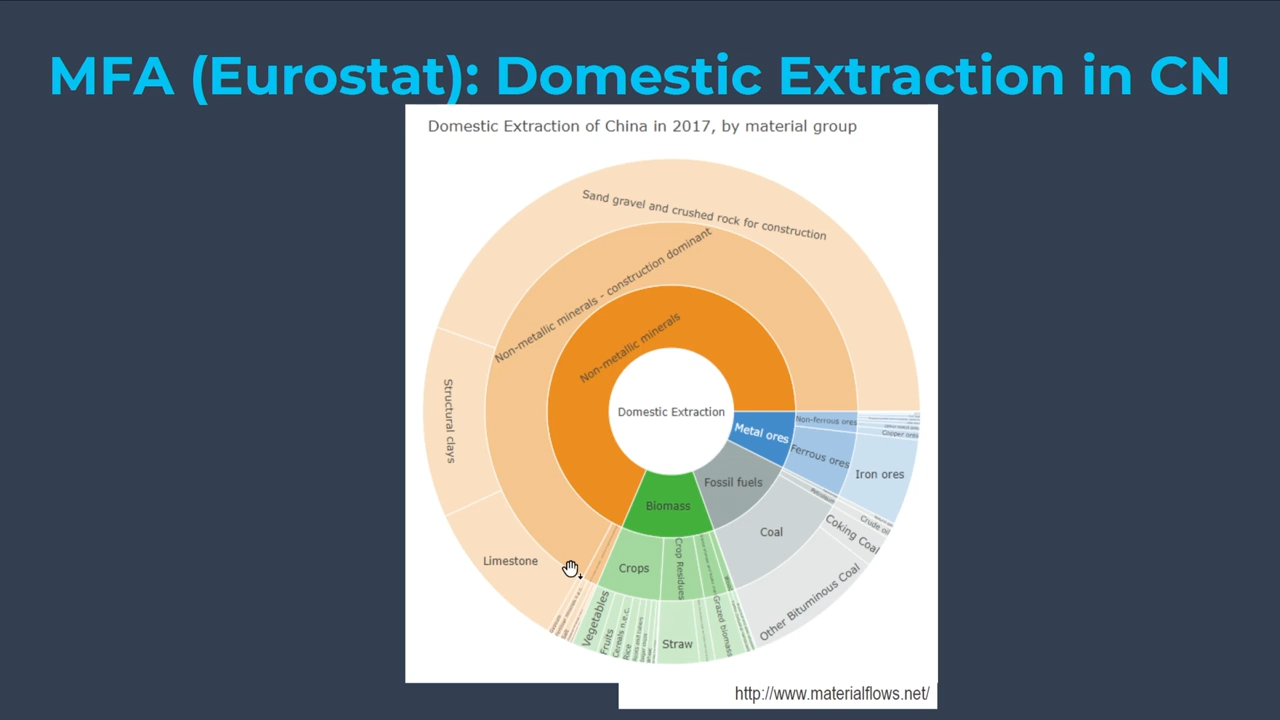 MFA (Eurostat): Domestic Extraction in CN
Domestic Extraction of China in 2017, by material group
Sand gravel and crushed rock for construction
Non-metallic minerals - construction dominant
Non-metallic minerals
Domestic Extraction
Metal ores
Non-ferrous ores
Ferrous ores
Copper ores
Iron ores
Fossil fuels
Petroleum
Crude oil
Coal
Coking Coal
Other Bituminous Coal
Biomass
Crops
Crop Residues
Grazed biomass
Straw
Vegetables
Fruits
Cereals n.e.c.
Rice
Structural clays
Limestone
Salt
http://www.materialflows.net/